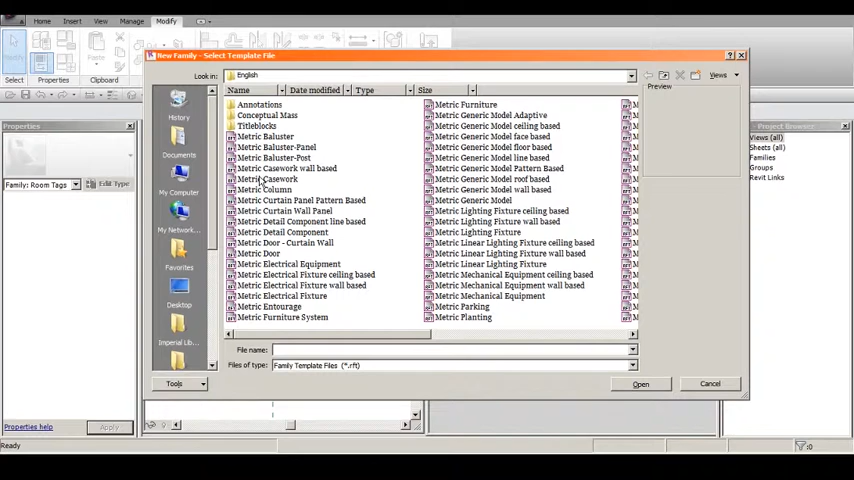 Home Insert View Manage Modify
Modify
Paste
Select Properties Clipboard
New Family - Select Template File
Look in: English
Views
Name Date modified Type Size
Preview
History
Documents
My Computer
My Network...
Favorites
Desktop
Imperial Lib...
Annotations
Conceptual Mass
Titleblocks
Metric Baluster
Metric Baluster-Panel
Metric Baluster-Post
Metric Casework wall based
Metric Casework
Metric Column
Metric Curtain Panel Pattern Based
Metric Curtain Wall Panel
Metric Detail Component line based
Metric Detail Component
Metric Door - Curtain Wall
Metric Door
Metric Electrical Equipment
Metric Electrical Fixture ceiling based
Metric Electrical Fixture wall based
Metric Electrical Fixture
Metric Entourage
Metric Furniture System
Metric Furniture
Metric Generic Model Adaptive
Metric Generic Model ceiling based
Metric Generic Model face based
Metric Generic Model floor based
Metric Generic Model line based
Metric Generic Model Pattern Based
Metric Generic Model roof based
Metric Generic Model wall based
Metric Generic Model
Metric Lighting Fixture ceiling based
Metric Lighting Fixture wall based
Metric Lighting Fixture
Metric Linear Lighting Fixture ceiling based
Metric Linear Lighting Fixture wall based
Metric Linear Lighting Fixture
Metric Mechanical Equipment ceiling based
Metric Mechanical Equipment wall based
Metric Mechanical Equipment
Metric Parking
Metric Planting
File name:
Files of type: Family Template Files (*.rft)
Tools
Open
Cancel
Properties
Family: Room Tags
Edit Type
Properties help
Apply
Ready
Project Browser
Views (all)
Sheets (all)
Families
Groups
Revit Links
:0